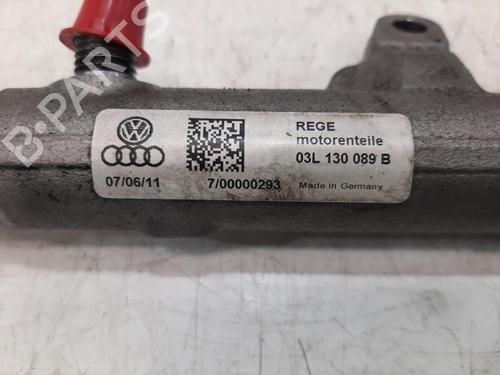 REGE
motorenteile
03L 130 089 B
07/06/11 7/00000293 Made in Germany
B-PARTS